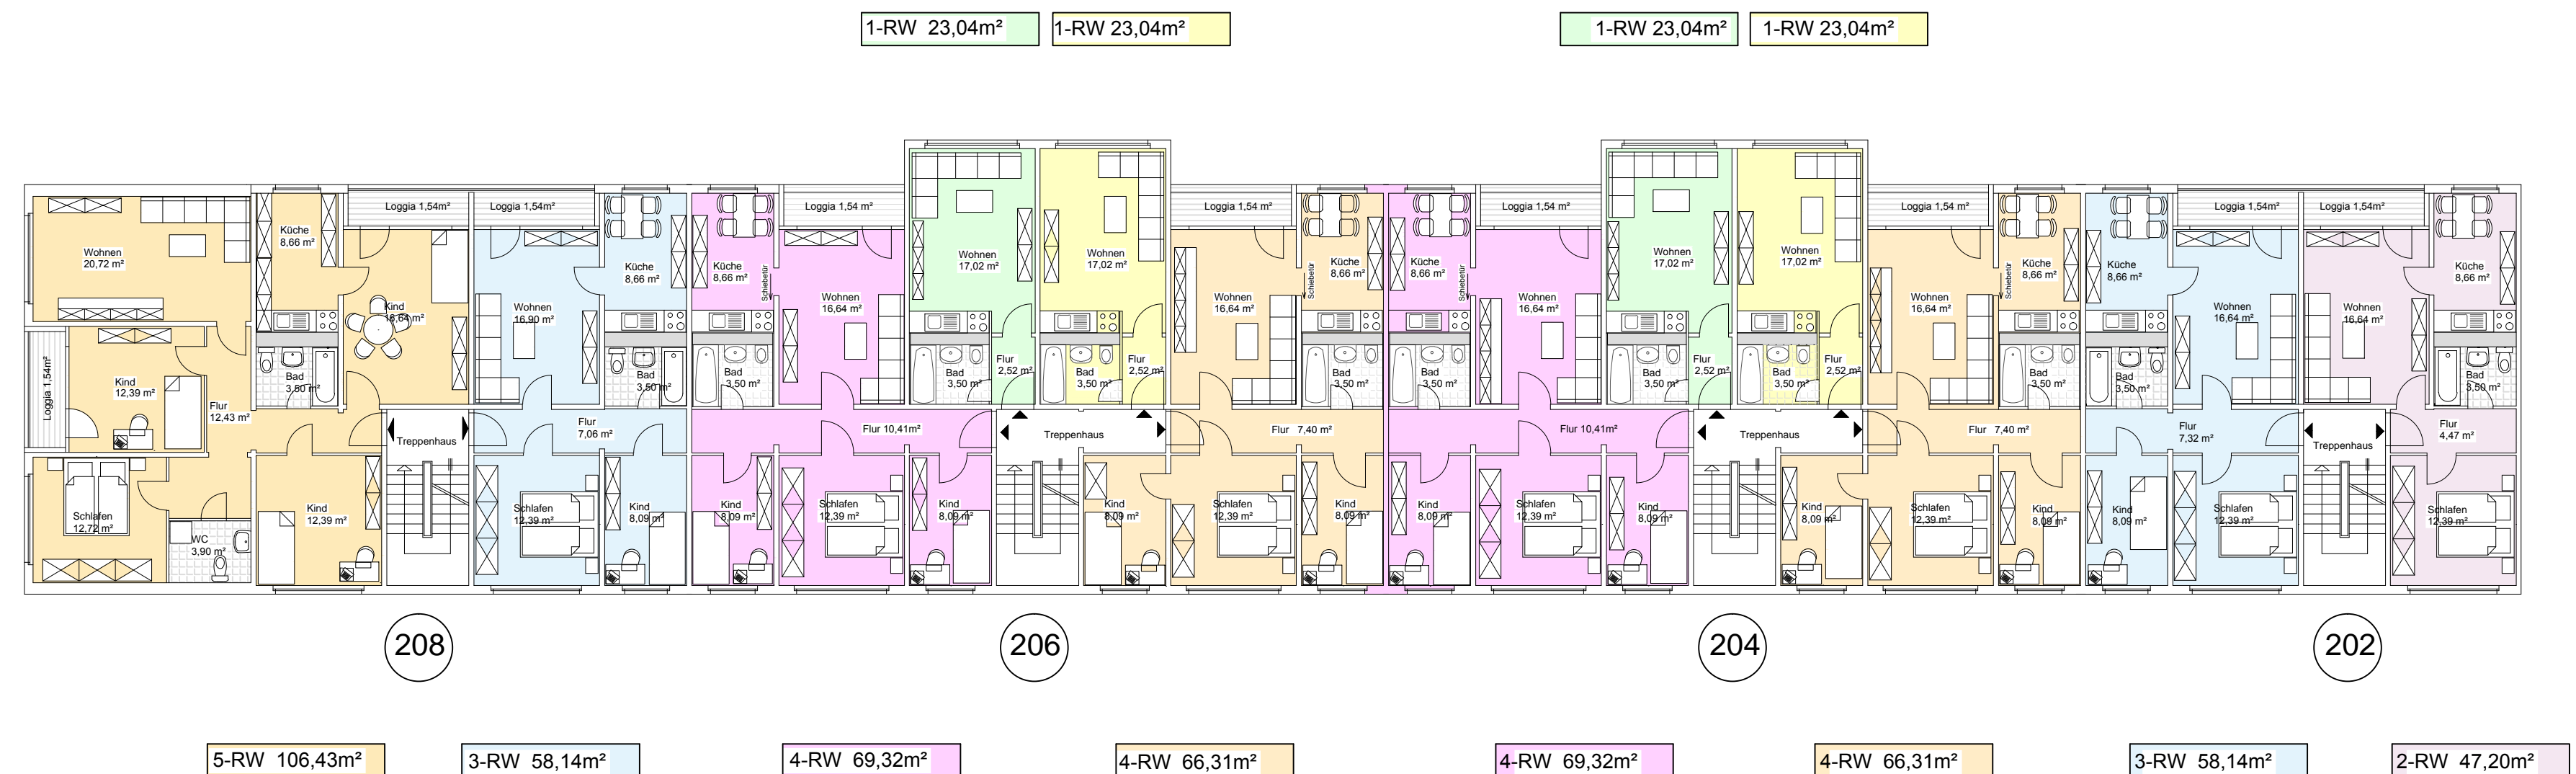 1-RW 23,04m²
1-RW 23,04m²
1-RW 23,04m²
1-RW 23,04m²
Wohnen
20,72 m²
Küche
8,66 m²
Loggia 1,54m²
Kind
18,64 m²
Bad
3,50 m²
Loggia 1,54m²
Kind
12,39 m²
Flur
12,43 m²
Schlafen
12,72 m²
WC
3,90 m²
Kind
12,39 m²
Treppenhaus
Loggia 1,54m²
Wohnen
16,90 m²
Küche
8,66 m²
Bad
3,50 m²
Flur
7,06 m²
Schlafen
12,39 m²
Kind
8,09 m²
Küche
8,66 m²
Schiebetür
Loggia 1,54 m²
Wohnen
16,64 m²
Bad
3,50 m²
Flur 10,41m²
Kind
8,09 m²
Schlafen
12,39 m²
Kind
8,09 m²
Wohnen
17,02 m²
Bad
3,50 m²
Flur
2,52 m²
Wohnen
17,02 m²
Bad
3,50 m²
Flur
2,52 m²
Treppenhaus
Loggia 1,54 m²
Wohnen
16,64 m²
Schiebetür
Küche
8,66 m²
Bad
3,50 m²
Flur 7,40 m²
Kind
8,09 m²
Schlafen
12,39 m²
Kind
8,09 m²
Küche
8,66 m²
Schiebetür
Loggia 1,54 m²
Wohnen
16,64 m²
Bad
3,50 m²
Flur 10,41m²
Kind
8,09 m²
Schlafen
12,39 m²
Kind
8,09 m²
Wohnen
17,02 m²
Bad
3,50 m²
Flur
2,52 m²
Wohnen
17,02 m²
Bad
3,50 m²
Flur
2,52 m²
Treppenhaus
Loggia 1,54 m²
Wohnen
16,64 m²
Schiebetür
Küche
8,66 m²
Bad
3,50 m²
Flur 7,40 m²
Kind
8,09 m²
Schlafen
12,39 m²
Kind
8,09 m²
Küche
8,66 m²
Loggia 1,54m²
Wohnen
16,64 m²
Bad
3,50 m²
Flur
7,32 m²
Kind
8,09 m²
Schlafen
12,39 m²
Treppenhaus
Loggia 1,54m²
Wohnen
16,64 m²
Küche
8,66 m²
Bad
3,50 m²
Flur
4,47 m²
Schlafen
12,39 m²
208
206
204
202
5-RW 106,43m²
3-RW 58,14m²
4-RW 69,32m²
4-RW 66,31m²
4-RW 69,32m²
4-RW 66,31m²
3-RW 58,14m²
2-RW 47,20m²